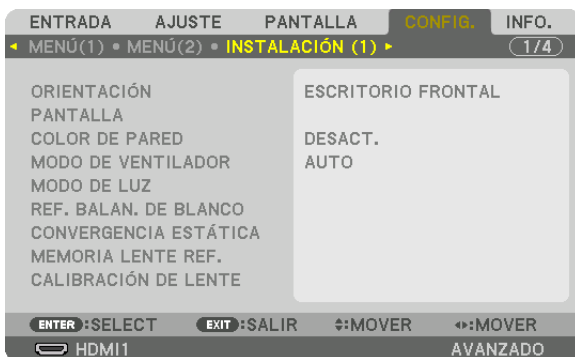 ENTRADA AJUSTE PANTALLA CONFIG. INFO.
MENÚ(1) • MENÚ(2) • INSTALACIÓN (1) 1/4
ORIENTACIÓN ESCRITORIO FRONTAL
PANTALLA
COLOR DE PARED DESACT.
MODO DE VENTILADOR AUTO
MODO DE LUZ
REF. BALAN. DE BLANCO
CONVERGENCIA ESTÁTICA
MEMORIA LENTE REF.
CALIBRACIÓN DE LENTE
ENTER :SELECT EXIT :SALIR :MOVER :MOVER
HDMI1 AVANZADO